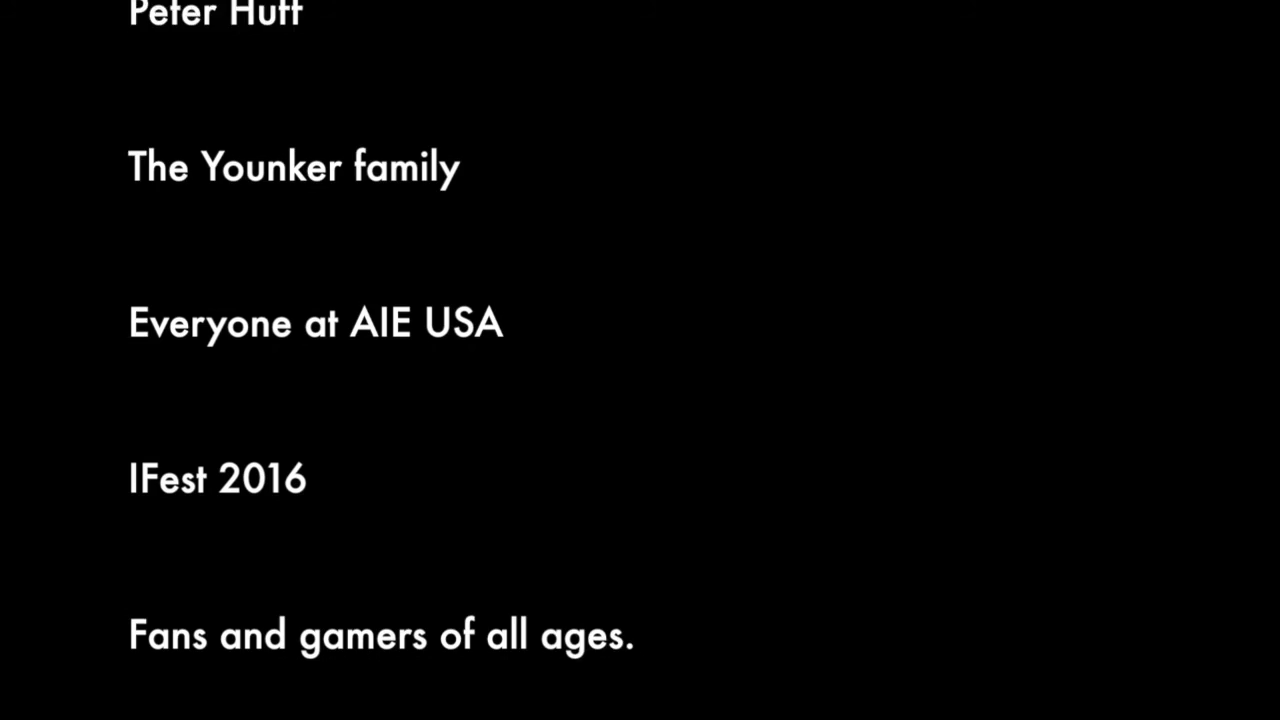 Peter Huff
The Younker family
Everyone at AIE USA
IFest 2016
Fans and gamers of all ages.